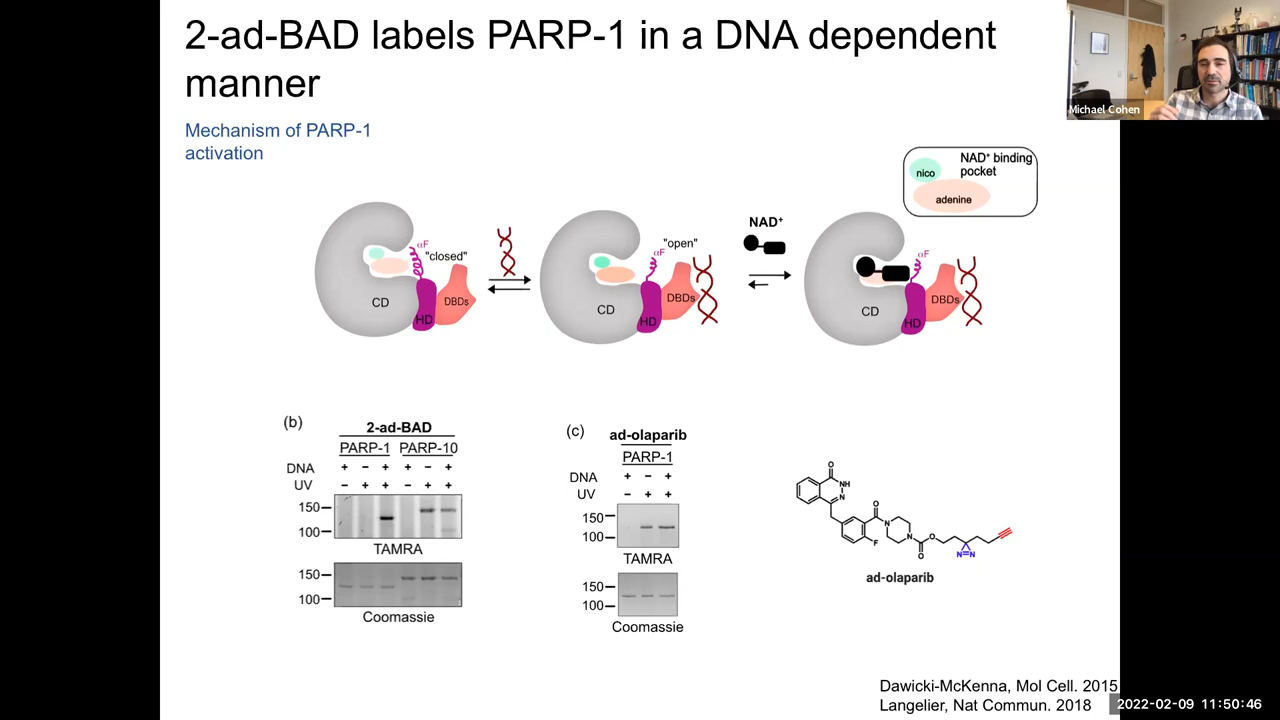 2-ad-BAD labels PARP-1 in a DNA dependent
manner
Michael Cohen
Mechanism of PARP-1
activation
nico
NAD⁺ binding
pocket
adenine
αF
"closed"
CD
HD
DBDs
"open"
αF
CD
HD
DBDs
NAD⁺
αF
CD
HD
DBDs
(b)
2-ad-BAD
PARP-1 PARP-10
DNA + − + + − +
UV − + + − + +
150
100
TAMRA
150
100
Coomassie
(c)
ad-olaparib
PARP-1
DNA + − +
UV − + +
150
100
TAMRA
150
100
Coomassie
O
NH
N
O
N
F
N
O
O
N=N
ad-olaparib
Dawicki-McKenna, Mol Cell. 2015
Langelier, Nat Commun. 2018
2022-02-09 11:50:46